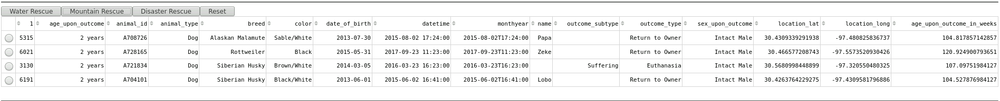 Water Rescue Mountain Rescue Disaster Rescue Reset
1 age_upon_outcome animal_id animal_type breed color date_of_birth datetime monthyear name outcome_subtype outcome_type sex_upon_outcome location_lat location_long age_upon_outcome_in_weeks
5315 2 years A708726 Dog Alaskan Malamute Sable/White 2013-07-30 2015-08-02 17:24:00 2015-08-02T17:24:00 Papa Return to Owner Intact Male 30.4309339291938 -97.480825836737 104.817857142857
6021 2 years A728165 Dog Rottweiler Black 2015-05-31 2017-09-23 11:23:00 2017-09-23T11:23:00 Zeke Return to Owner Intact Male 30.466577208743 -97.5573520930426 120.924900793651
3130 2 years A721834 Dog Siberian Husky Brown/White 2014-03-05 2016-03-23 16:23:00 2016-03-23T16:23:00 Suffering Euthanasia Intact Male 30.5680998448899 -97.320550480325 107.09751984127
6191 2 years A704101 Dog Siberian Husky Black/White 2013-06-01 2015-06-02 16:41:00 2015-06-02T16:41:00 Lobo Return to Owner Intact Male 30.4263764229275 -97.4309581796886 104.527876984127